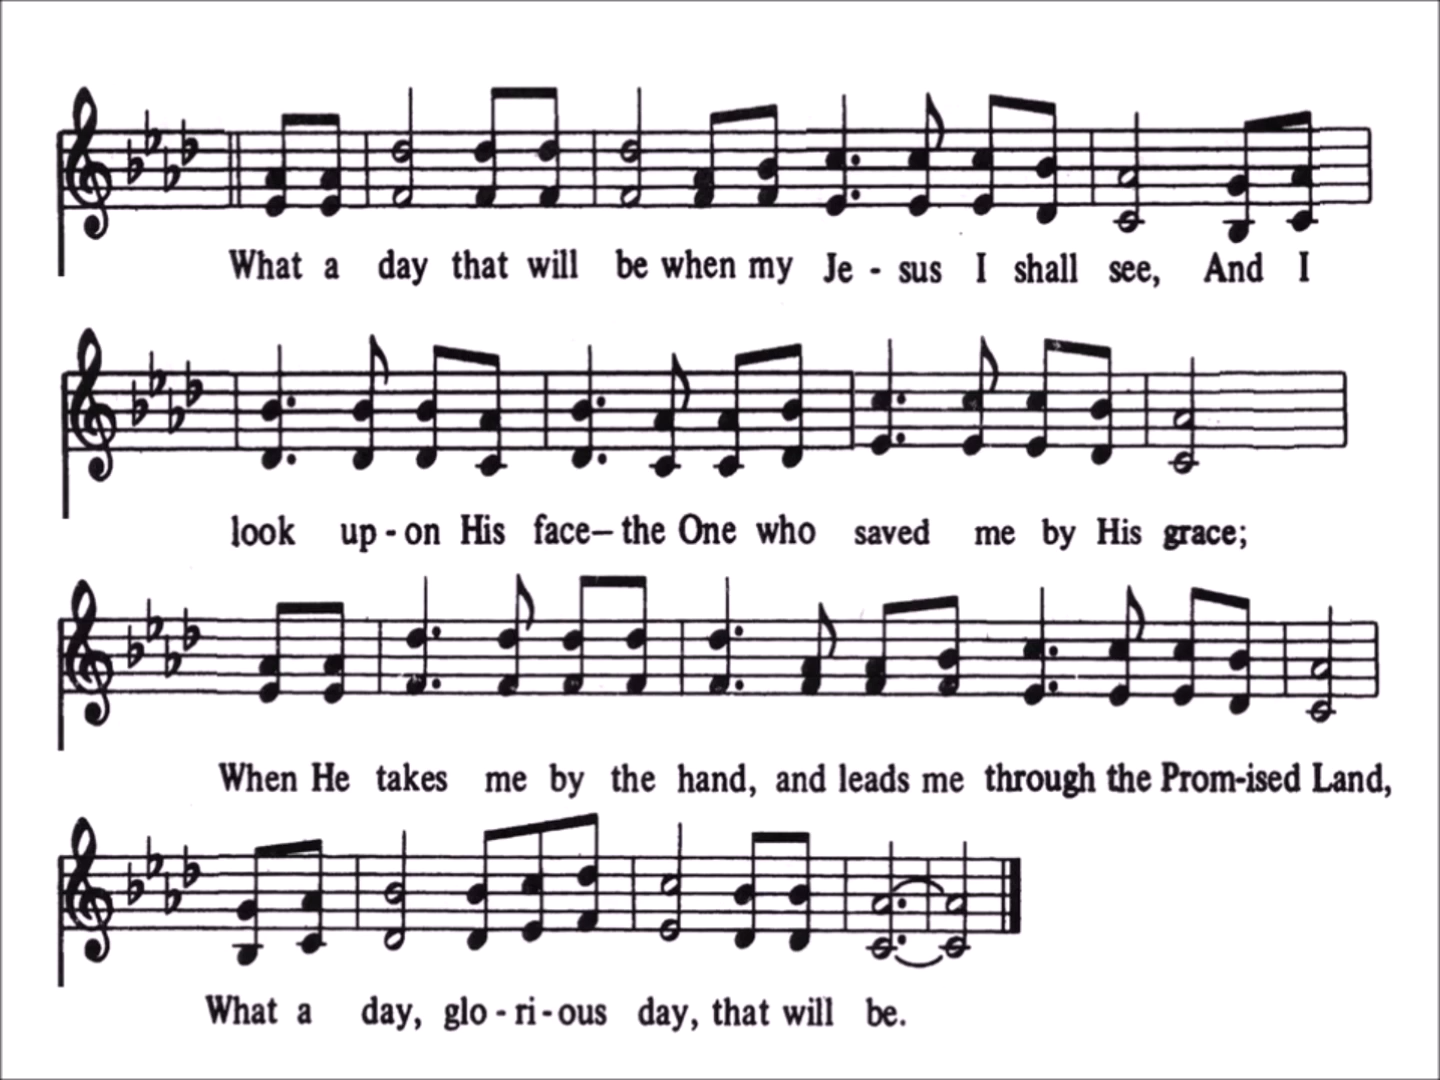 What a day that will be when my Je - sus I shall see, And I
look up - on His face— the One who saved me by His grace;
When He takes me by the hand, and leads me through the Prom-ised Land,
What a day, glo - ri - ous day, that will be.